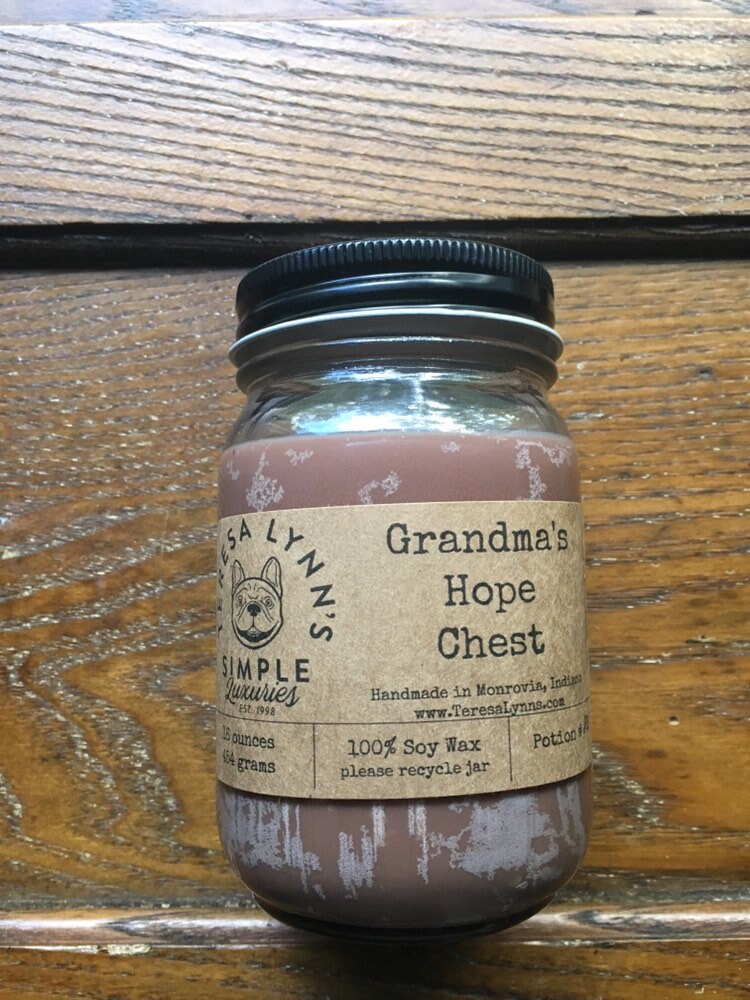 TERESA LYNN'S
SIMPLE
Luxuries
EST. 1998
Grandma's
Hope
Chest
Handmade in Monrovia, Indiana
www.TeresaLynns.com
16 ounces
454 grams
100% Soy Wax
please recycle jar
Potion #